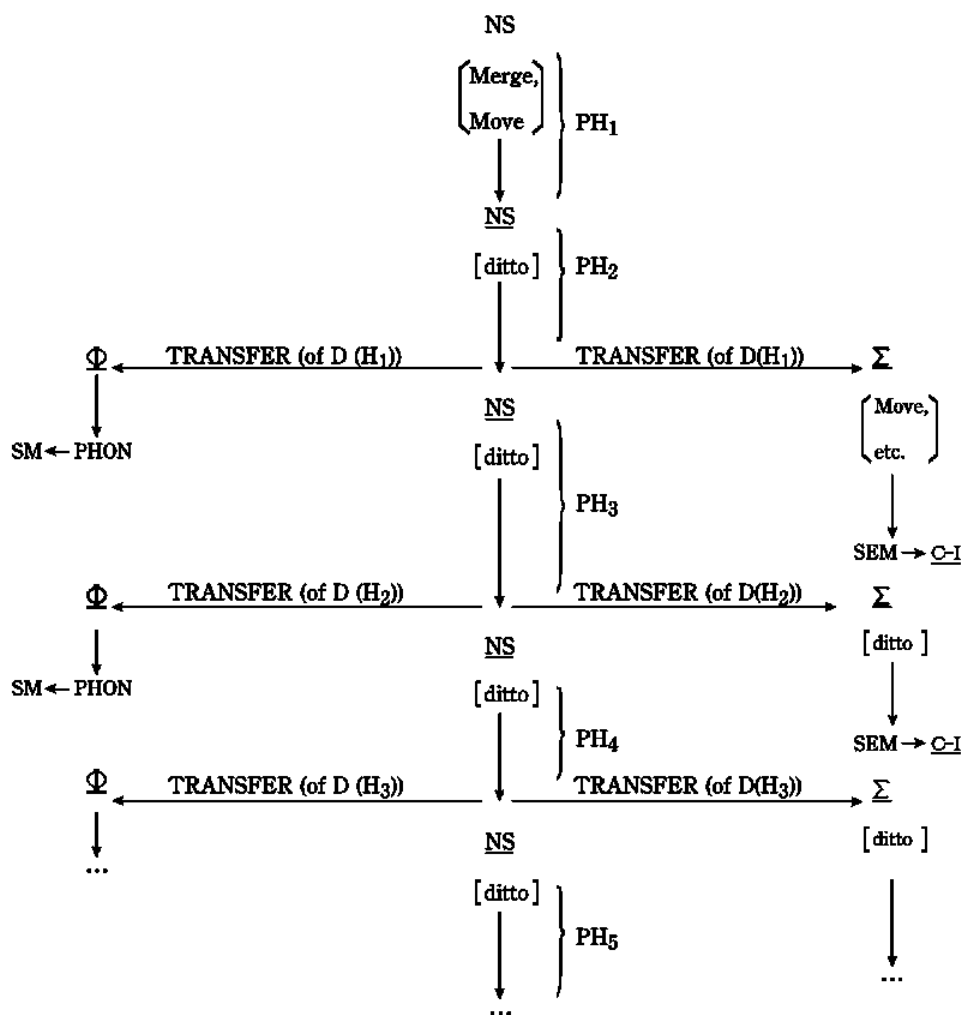 NS
Merge,
Move
PH₁
NS
[ditto]
PH₂
Φ TRANSFER (of D (H₁)) TRANSFER (of D(H₁)) Σ
NS
Move,
etc.
SM PHON
[ditto]
PH₃
SEM C-I
Φ TRANSFER (of D (H₂)) TRANSFER (of D(H₂)) Σ
NS
[ditto]
SM PHON
[ditto]
PH₄
SEM C-I
Φ TRANSFER (of D (H₃)) TRANSFER (of D(H₃)) Σ
NS
[ditto]
...
[ditto]
PH₅
...
...